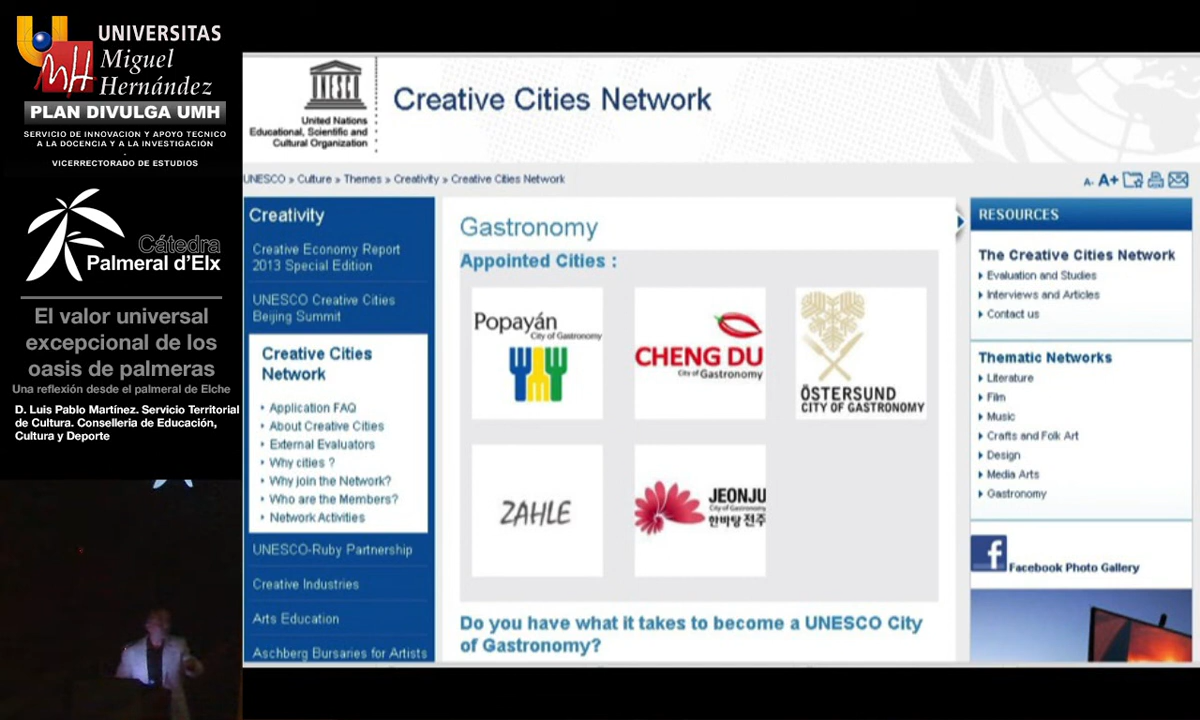 UNIVERSITAS
Miguel
Hernández
PLAN DIVULGA UMH
SERVICIO DE INNOVACION Y APOYO TECNICO
A LA DOCENCIA Y A LA INVESTIGACION
-
VICERRECTORADO DE ESTUDIOS
Cátedra
Palmeral d'Elx
El valor universal
excepcional de los
oasis de palmeras
Una reflexión desde el palmeral de Elche
D. Luis Pablo Martínez. Servicio Territorial
de Cultura. Conselleria de Educación,
Cultura y Deporte
United Nations
Educational, Scientific and
Cultural Organization
Creative Cities Network
UNESCO » Culture » Themes » Creativity » Creative Cities Network
A- A+
Creativity
Creative Economy Report
2013 Special Edition
UNESCO Creative Cities
Beijing Summit
Creative Cities
Network
Application FAQ
About Creative Cities
External Evaluators
Why cities ?
Why join the Network?
Who are the Members?
Network Activities
UNESCO-Ruby Partnership
Creative Industries
Arts Education
Aschberg Bursaries for Artists
Gastronomy
Appointed Cities :
Popayán
City of Gastronomy
CHENG DU
City of Gastronomy
ÖSTERSUND
CITY OF GASTRONOMY
ZAHLE
JEONJU
City of Gastronomy
한바탕 전주
Do you have what it takes to become a UNESCO City
of Gastronomy?
RESOURCES
The Creative Cities Network
Evaluation and Studies
Interviews and Articles
Contact us
Thematic Networks
Literature
Film
Music
Crafts and Folk Art
Design
Media Arts
Gastronomy
f
Facebook Photo Gallery